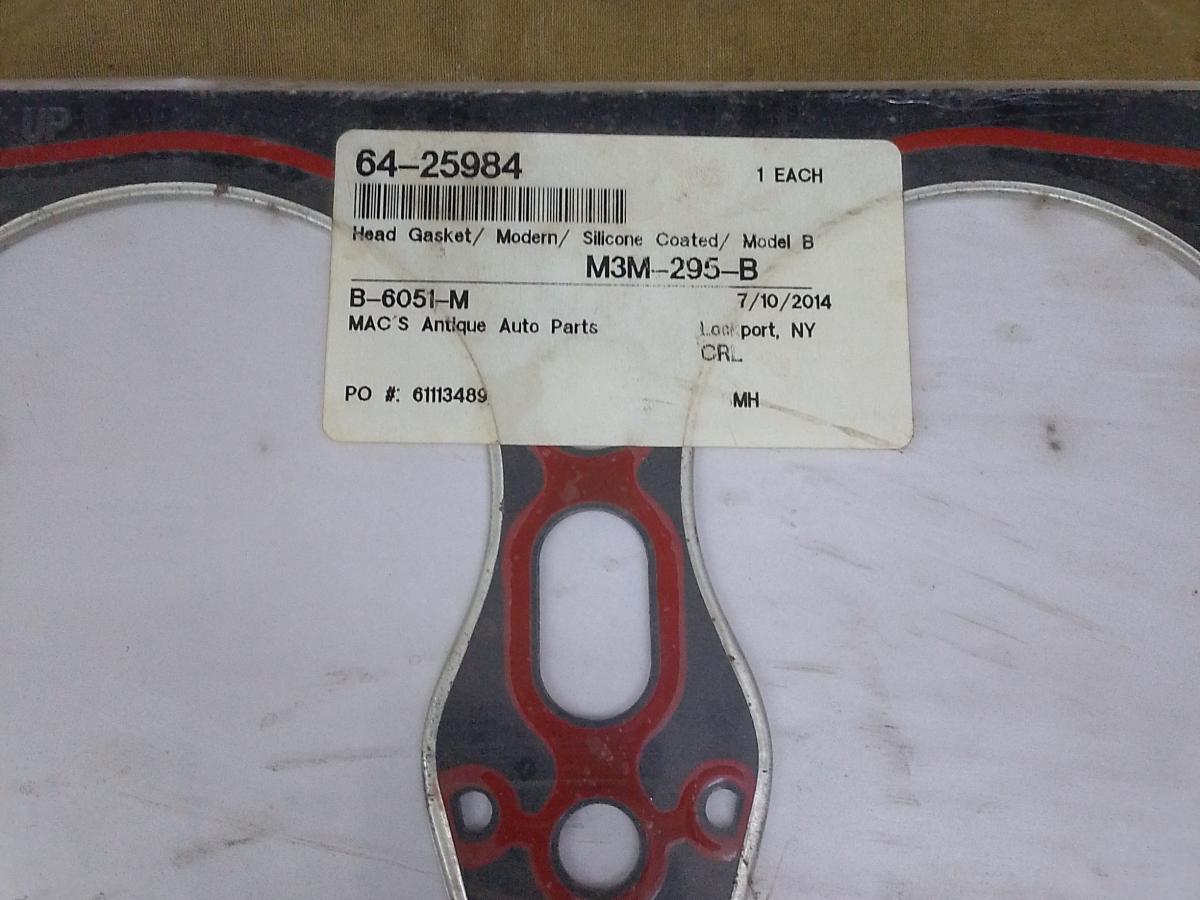 UP
64-25984
1 EACH
Head Gasket/ Modern/ Silicone Coated/ Model B
M3M-295-B
B-6051-M
7/10/2014
MAC'S Antique Auto Parts
Lockport, NY
CRL
PO #: 61113489
MH